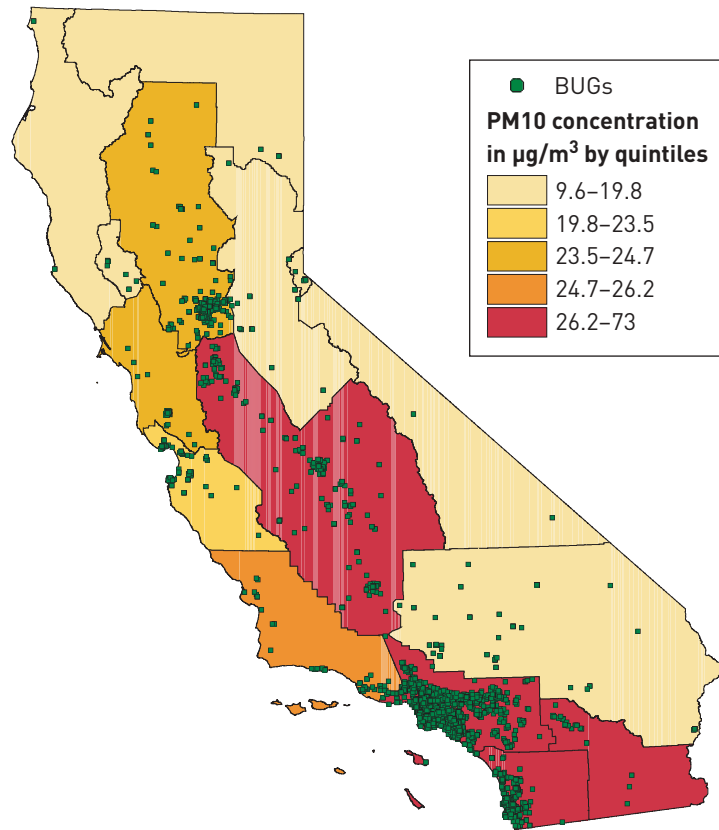 BUGs
PM10 concentration
in µg/m³ by quintiles
9.6–19.8
19.8–23.5
23.5–24.7
24.7–26.2
26.2–73